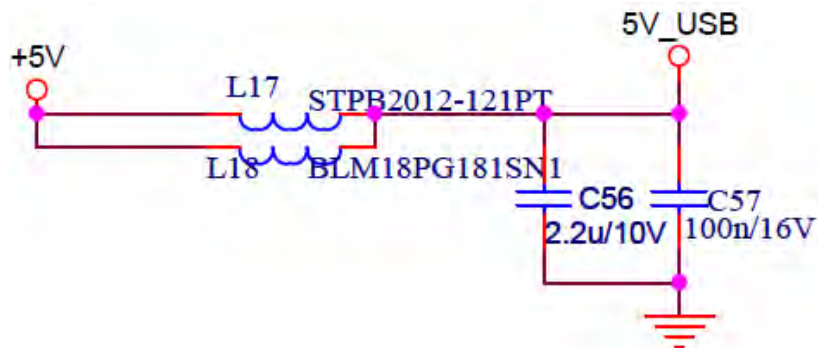 5V_USB
+5V
L17
STPB2012-121PT
L18
BLM18PG181SN1
C56
2.2u/10V
C57
100n/16V